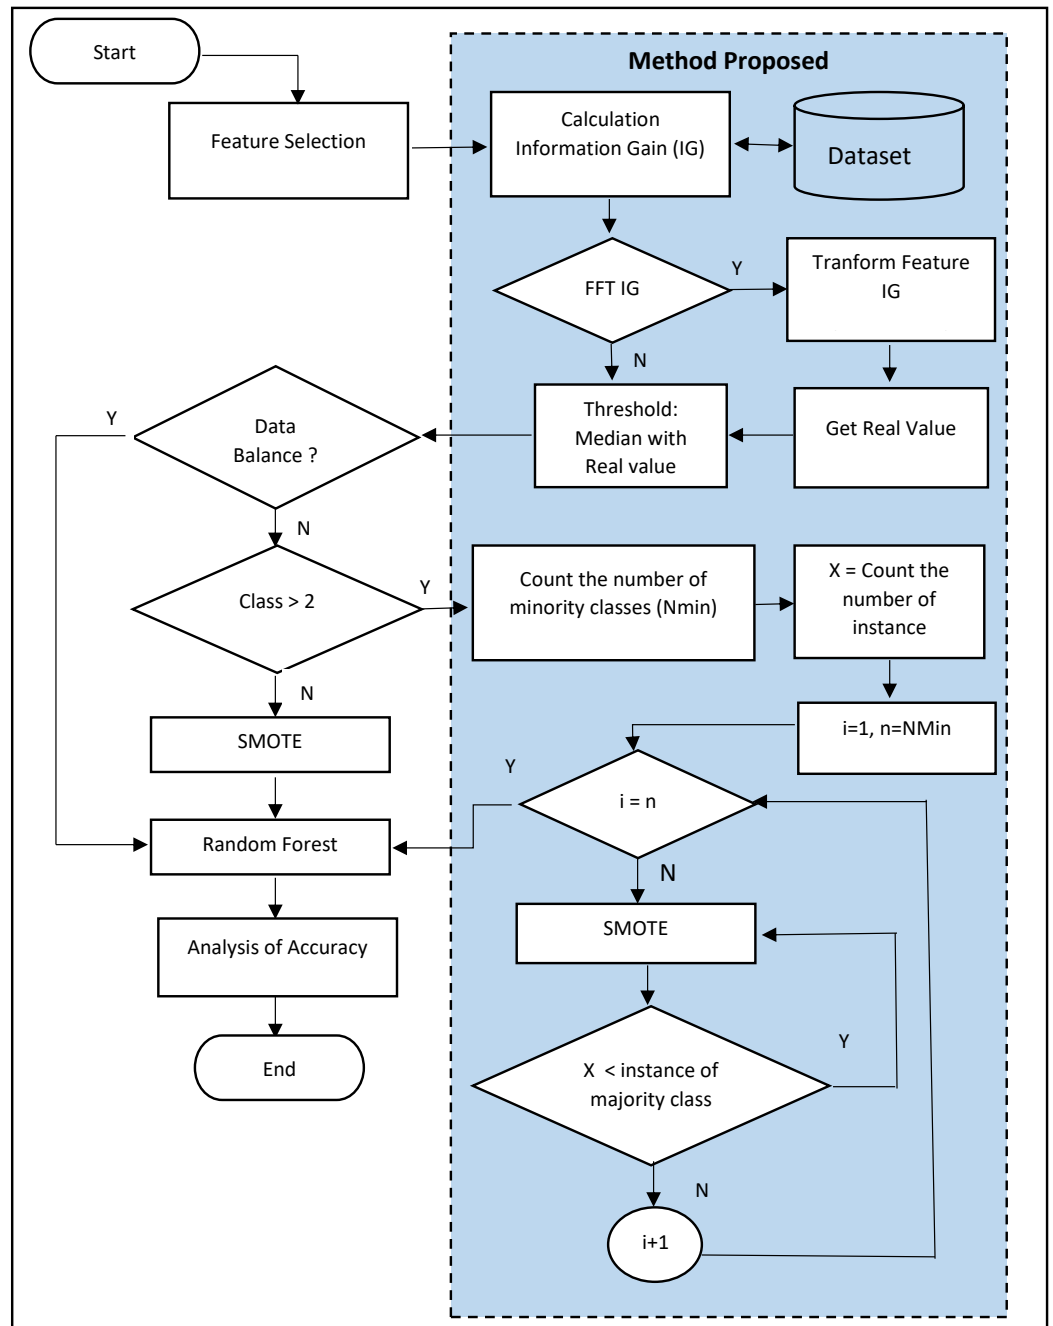 Start
Method Proposed
Feature Selection
Calculation
Information Gain (IG)
Dataset
FFT IG
Y
Tranform Feature
IG
N
Threshold:
Median with
Real value
Get Real Value
Y
Data
Balance ?
N
Class > 2
Y
Count the number of
minority classes (Nmin)
X = Count the
number of
instance
N
i=1, n=NMin
SMOTE
Y
i = n
Random Forest
N
SMOTE
Analysis of Accuracy
End
X < instance of
majority class
Y
N
i+1